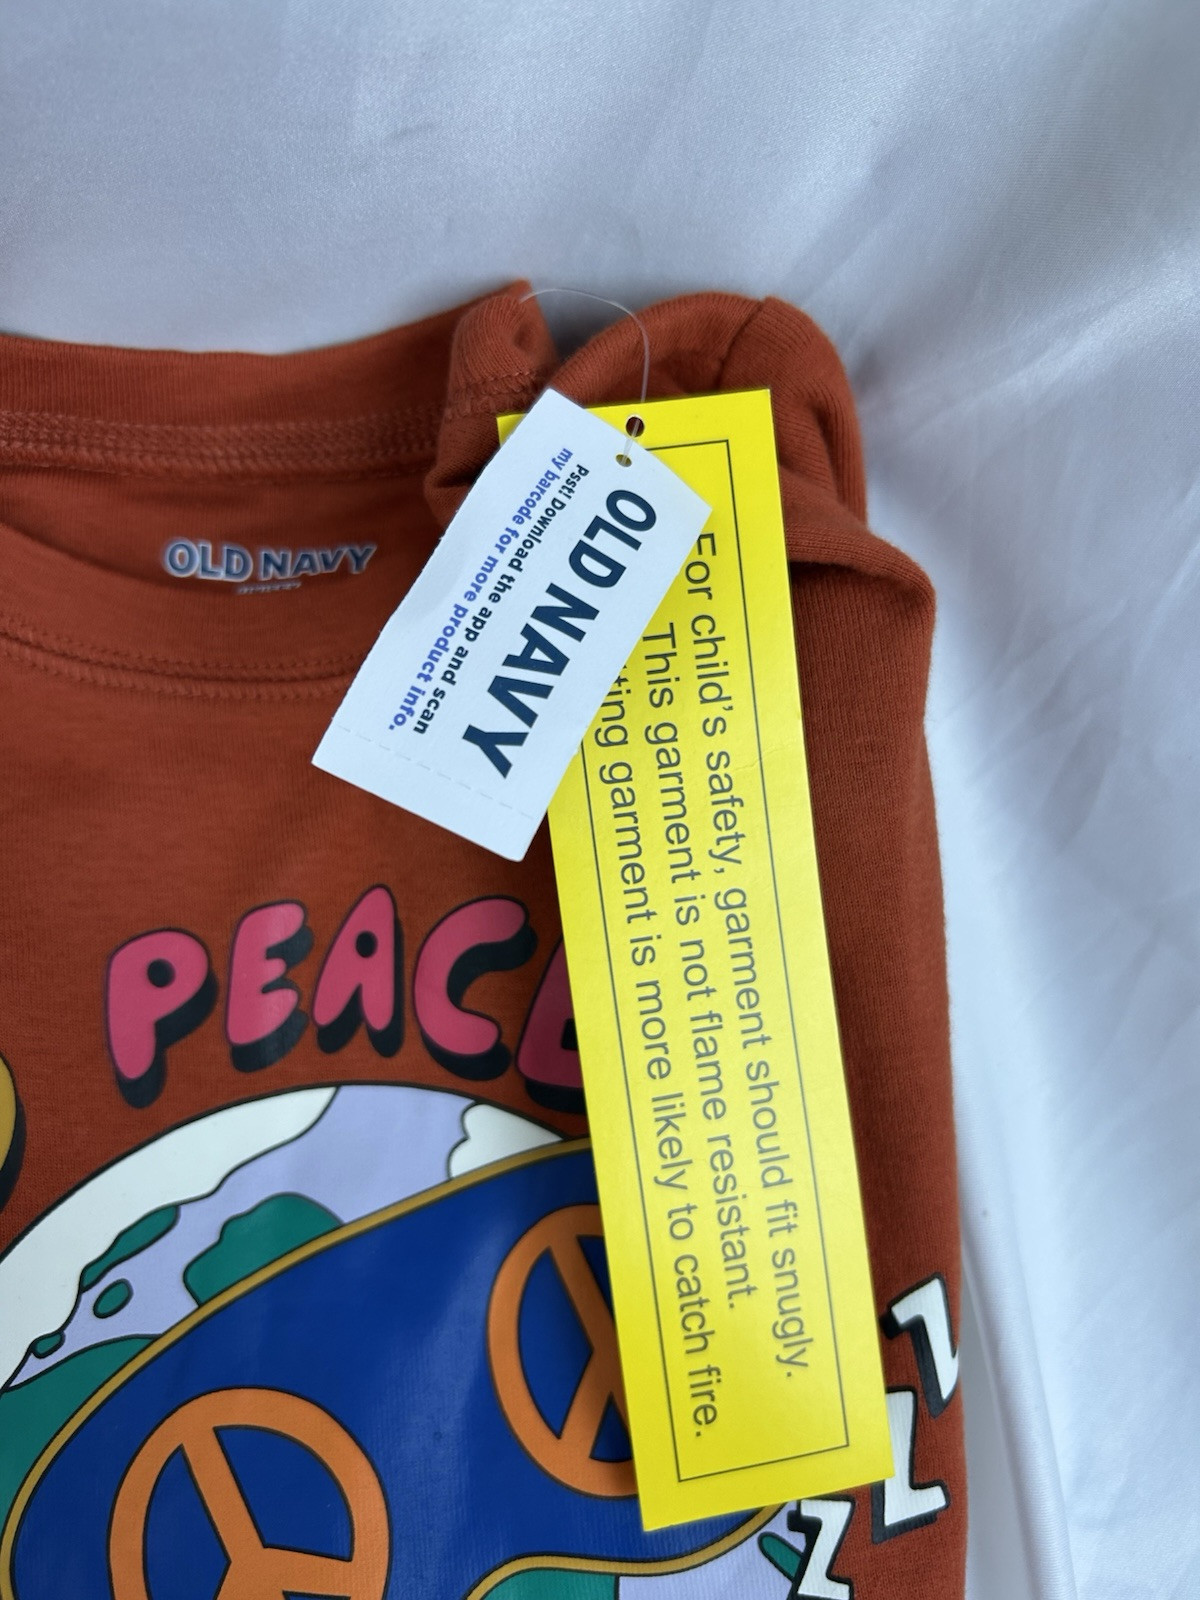 OLD NAVY
OLD NAVY
Psst! Download the app and scan
my barcode for more product info.
For child's safety, garment should fit snugly.
This garment is not flame resistant.
garment is more likely to catch fire.
PEACE
Z
Z
Z